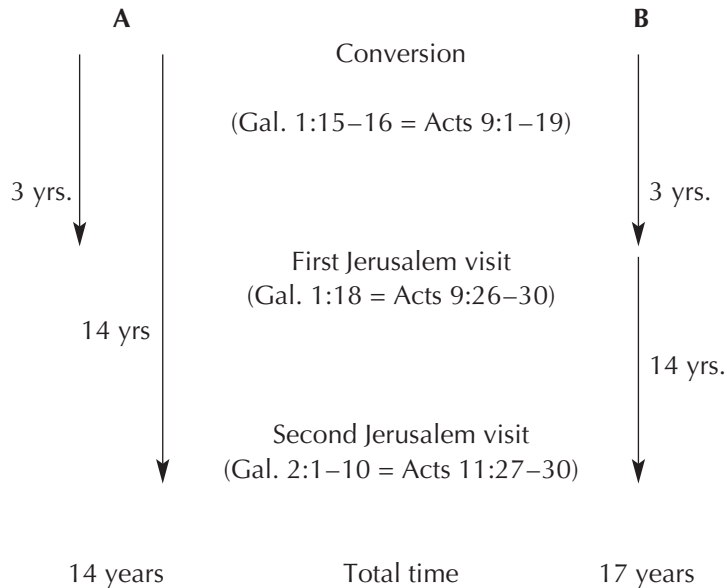 A
B
Conversion
(Gal. 1:15–16 = Acts 9:1–19)
3 yrs.
3 yrs.
First Jerusalem visit
(Gal. 1:18 = Acts 9:26–30)
14 yrs
14 yrs.
Second Jerusalem visit
(Gal. 2:1–10 = Acts 11:27–30)
14 years
Total time
17 years